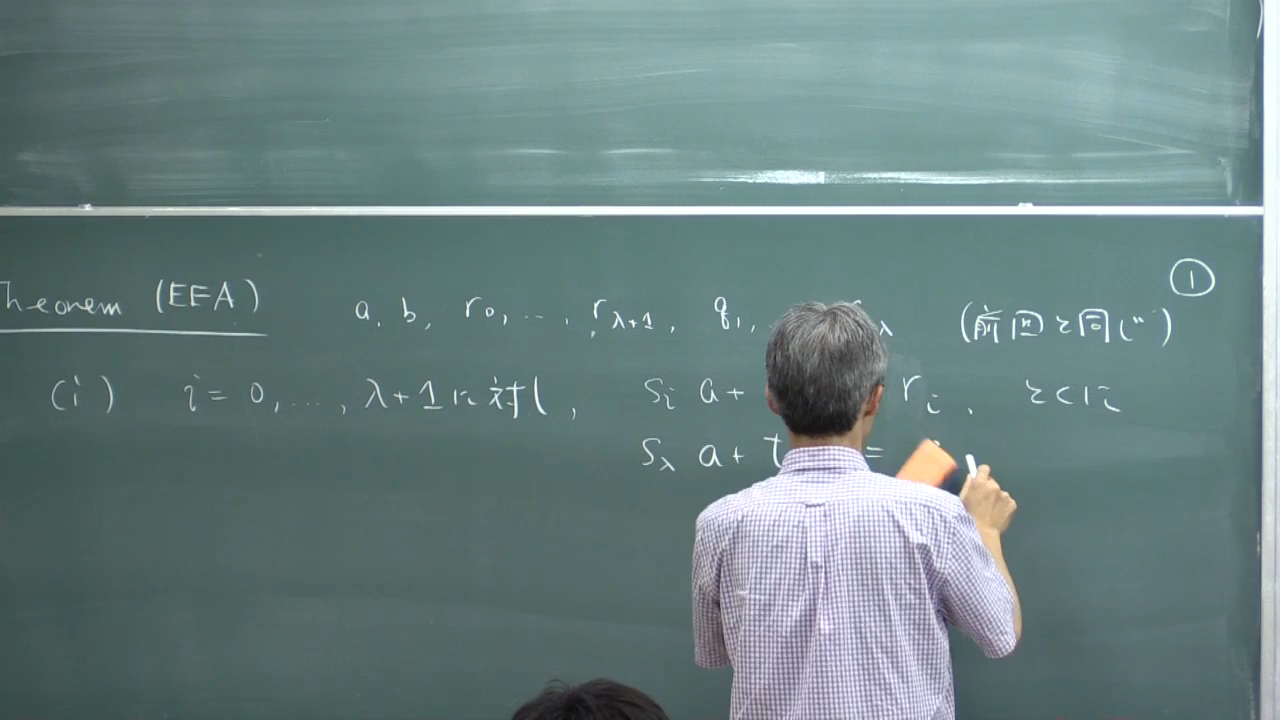 ①
Theorem (EEA) a, b, r₀, ..., r_{λ+1}, q₁, (前回と同じ)
(i) i = 0, ..., λ+1 に対し, sᵢ a + rᵢ. とくに
s_λ a + t =